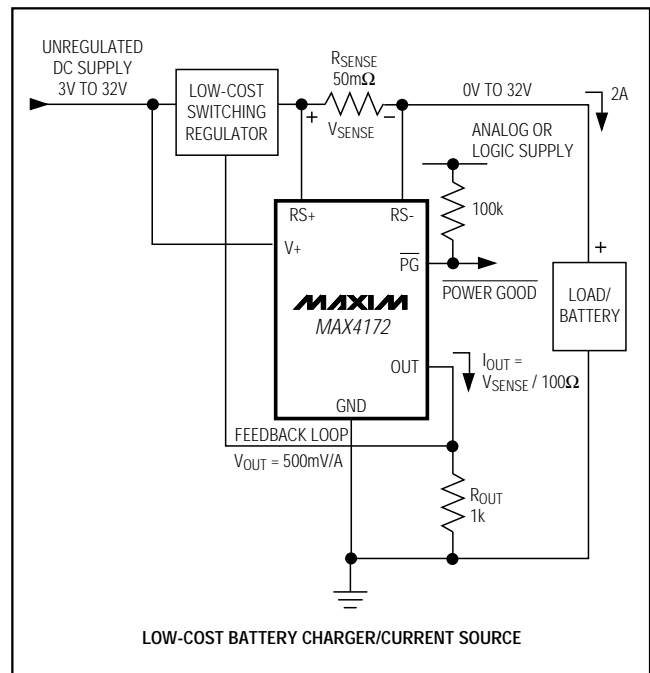 UNREGULATED
DC SUPPLY
3V TO 32V
LOW-COST
SWITCHING
REGULATOR
RSENSE
50mΩ
+
VSENSE
−
0V TO 32V
2A
ANALOG OR
LOGIC SUPPLY
100k
RS+
RS-
V+
PG
POWER GOOD
MAXIM
MAX4172
+
LOAD/
BATTERY
OUT
IOUT =
VSENSE / 100Ω
GND
FEEDBACK LOOP
VOUT = 500mV/A
ROUT
1k
LOW-COST BATTERY CHARGER/CURRENT SOURCE